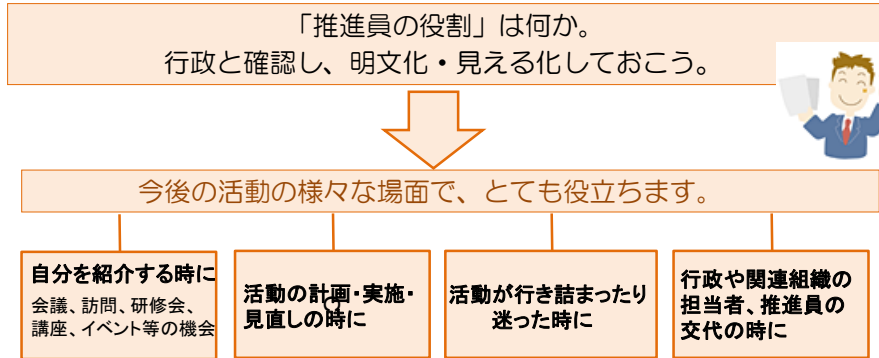 「推進員の役割」は何か。
行政と確認し、明文化・見える化しておこう。
今後の活動の様々な場面で、とても役立ちます。
自分を紹介する時に
会議、訪問、研修会、
講座、イベント等の機会
活動の計画・実施・
見直しの時に
活動が行き詰まったり
迷った時に
行政や関連組織の
担当者、推進員の
交代の時に